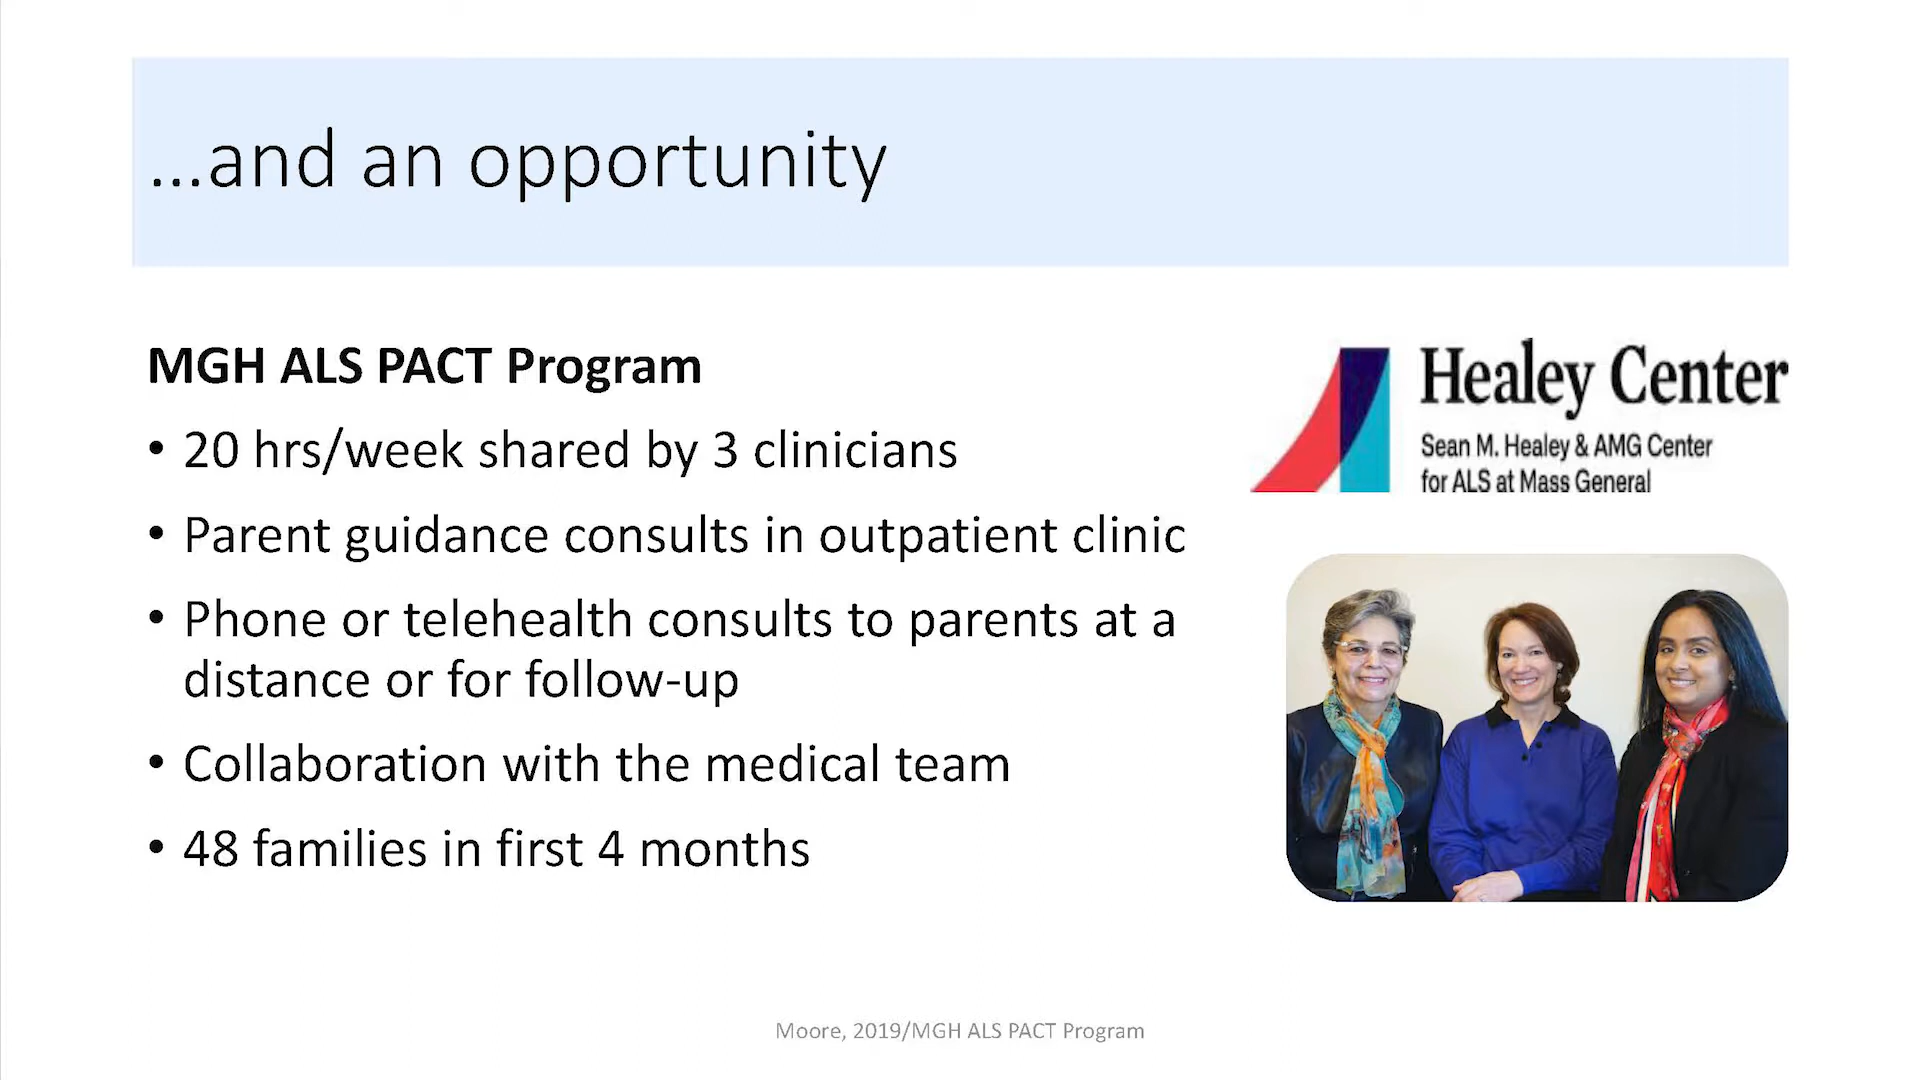 ...and an opportunity
MGH ALS PACT Program
• 20 hrs/week shared by 3 clinicians
• Parent guidance consults in outpatient clinic
• Phone or telehealth consults to parents at a
distance or for follow-up
• Collaboration with the medical team
• 48 families in first 4 months
Healey Center
Sean M. Healey & AMG Center
for ALS at Mass General
Moore, 2019/MGH ALS PACT Program